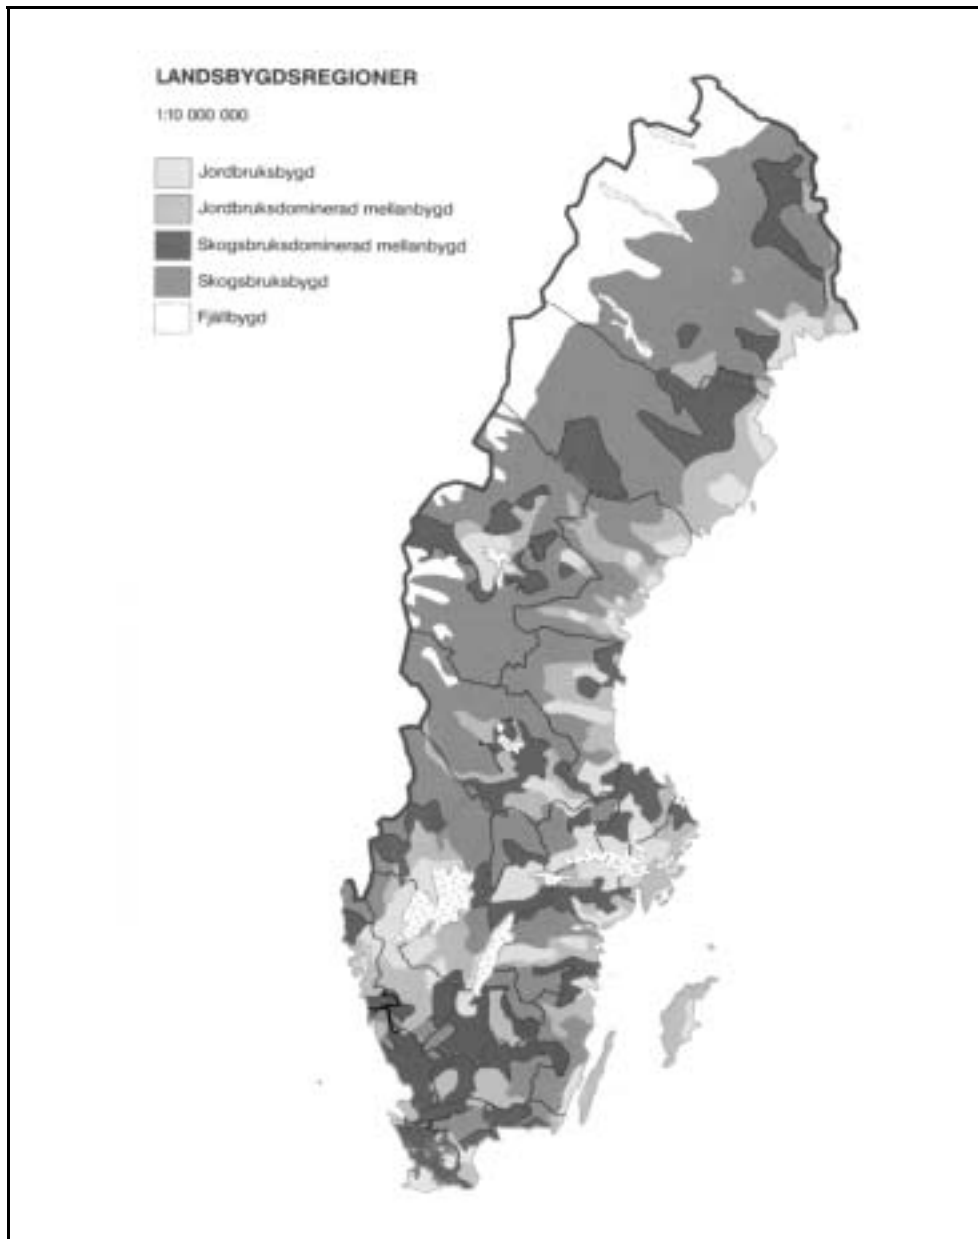 LANDSBYGDSREGIONER
1:10 000 000
Jordbruksbygd
Jordbruksdominerad mellanbygd
Skogsbruksdominerad mellanbygd
Skogsbruksbygd
Fjällbygd